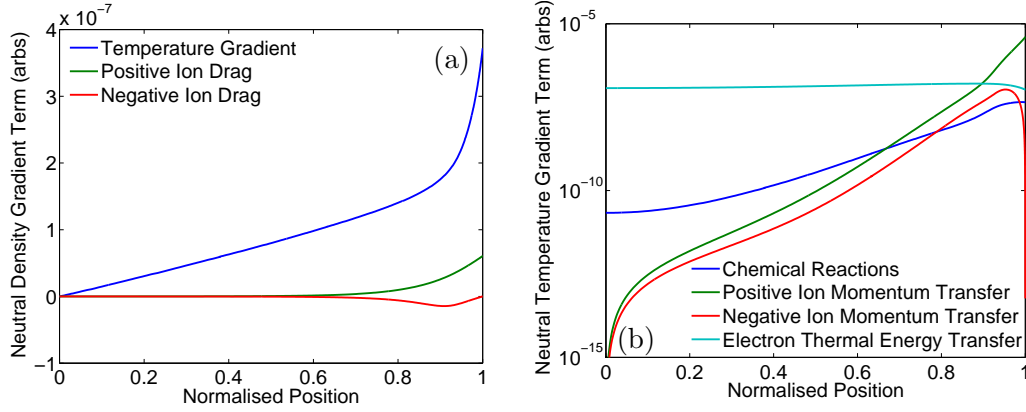 4 x 10⁻⁷
Temperature Gradient
Positive Ion Drag
Negative Ion Drag
(a)
3
2
1
0
−1
0
0.2
0.4
0.6
0.8
1
Normalised Position
Neutral Density Gradient Term (arbs)
10⁻⁵
10⁻¹⁰
10⁻¹⁵
Chemical Reactions
Positive Ion Momentum Transfer
Negative Ion Momentum Transfer
Electron Thermal Energy Transfer
(b)
0
0.2
0.4
0.6
0.8
1
Normalised Position
Neutral Temperature Gradient Term (arbs)